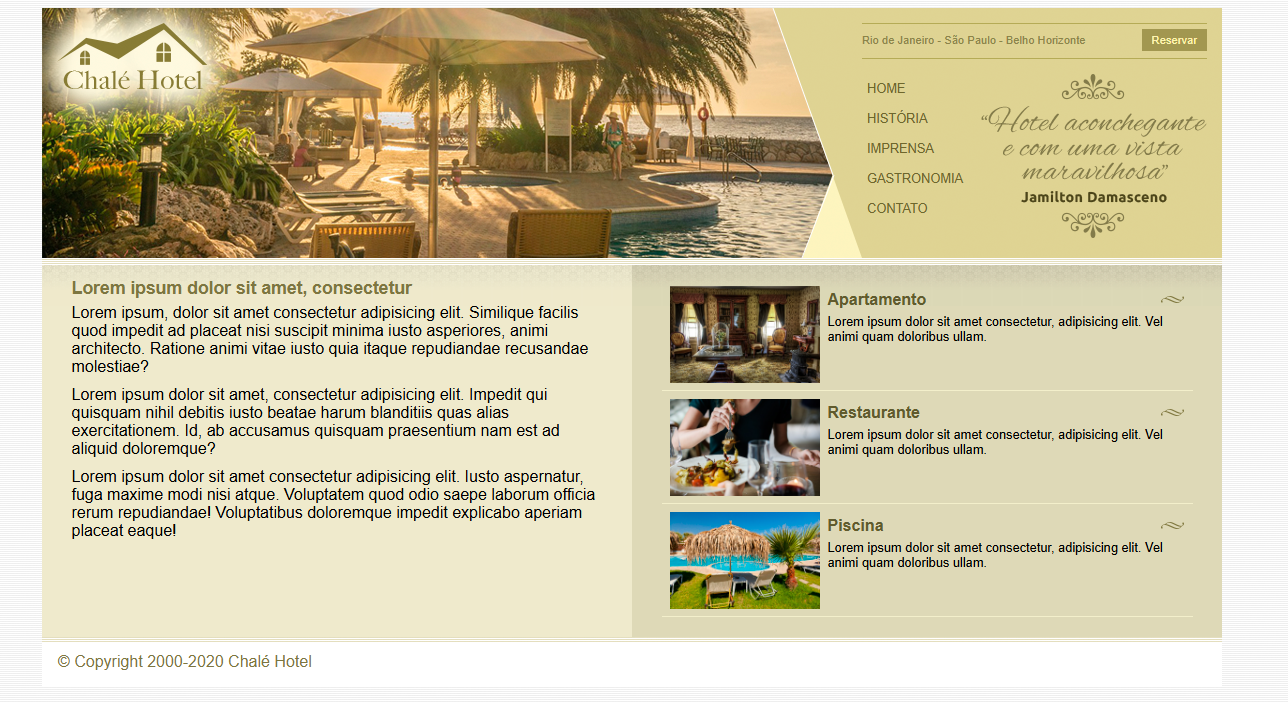 Chalé Hotel
Rio de Janeiro - São Paulo - Belho Horizonte
Reservar
HOME
HISTÓRIA
IMPRENSA
GASTRONOMIA
CONTATO
“Hotel aconchegante
e com uma vista
maravilhosa”
Jamilton Damasceno
Lorem ipsum dolor sit amet, consectetur
Lorem ipsum, dolor sit amet consectetur adipisicing elit. Similique facilis
quod impedit ad placeat nisi suscipit minima iusto asperiores, animi
architecto. Ratione animi vitae iusto quia itaque repudiandae recusandae
molestiae?
Lorem ipsum dolor sit amet, consectetur adipisicing elit. Impedit qui
quisquam nihil debitis iusto beatae harum blanditiis quas alias
exercitationem. Id, ab accusamus quisquam praesentium nam est ad
aliquid doloremque?
Lorem ipsum dolor sit amet consectetur adipisicing elit. Iusto aspernatur,
fuga maxime modi nisi atque. Voluptatem quod odio saepe laborum officia
rerum repudiandae! Voluptatibus doloremque impedit explicabo aperiam
placeat eaque!
Apartamento
Lorem ipsum dolor sit amet consectetur, adipisicing elit. Vel
animi quam doloribus ullam.
Restaurante
Lorem ipsum dolor sit amet consectetur, adipisicing elit. Vel
animi quam doloribus ullam.
Piscina
Lorem ipsum dolor sit amet consectetur, adipisicing elit. Vel
animi quam doloribus ullam.
© Copyright 2000-2020 Chalé Hotel